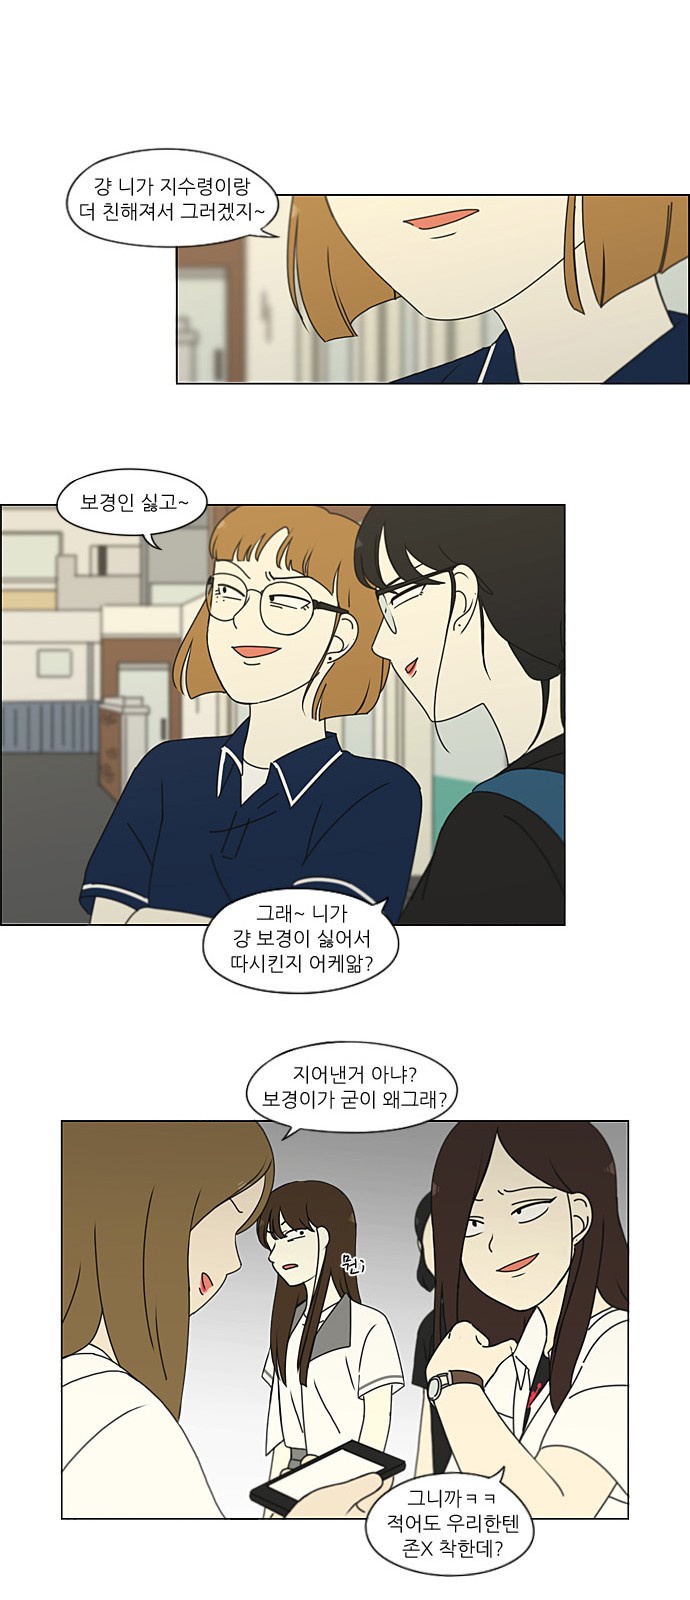 걍 니가 지수령이랑
더 친해져서 그러겠지~
보경인 싫고~
그래~ 니가
걍 보경이 싫어서
따시킨지 어케앎?
지어낸거 아냐?
보경이가 굳이 왜그래?
뭔;
그니까ㅋㅋ
적어도 우리한텐
존X 착한데?